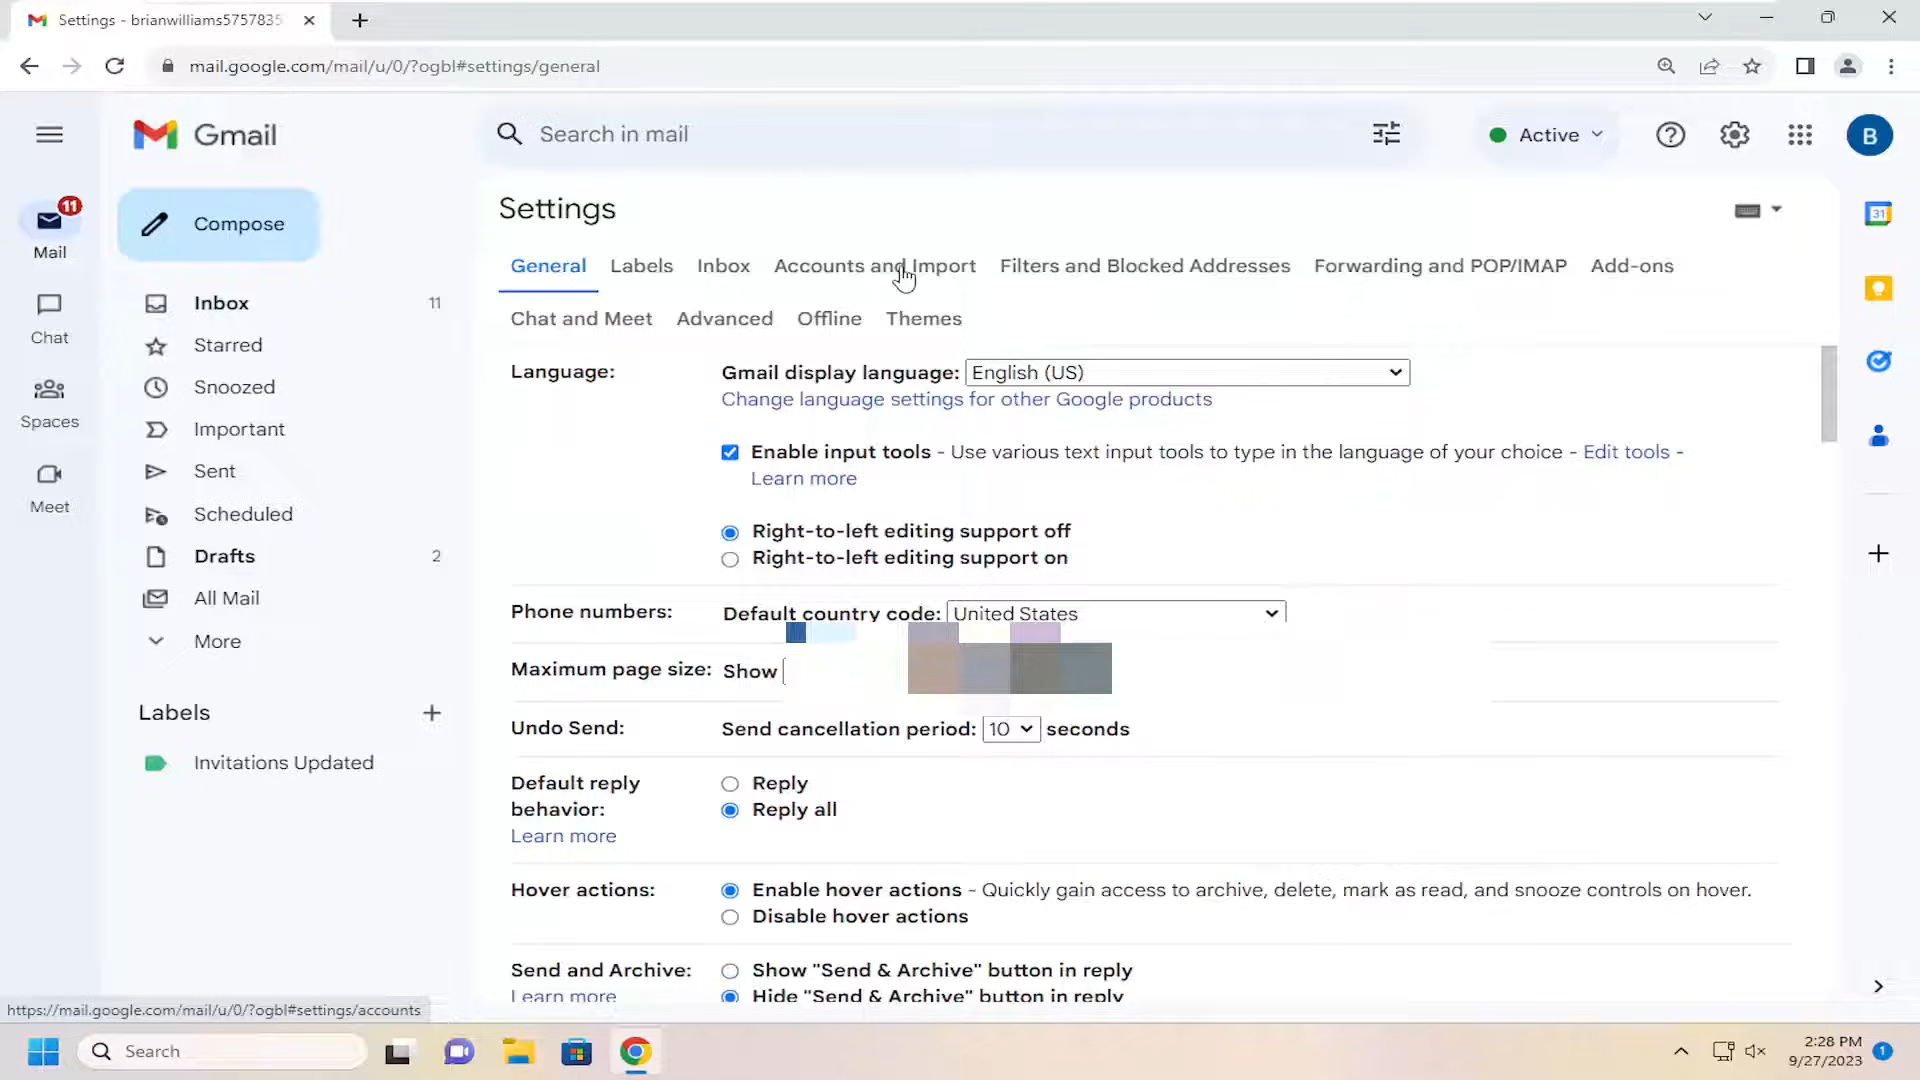 Settings - brianwilliams5757835
mail.google.com/mail/u/0/?ogbl#settings/general
Gmail
Search in mail
Active
B
11
Mail
Chat
Spaces
Meet
Compose
Inbox 11
Starred
Snoozed
Important
Sent
Scheduled
Drafts 2
All Mail
More
Labels
Invitations Updated
Settings
General Labels Inbox Accounts and Import Filters and Blocked Addresses Forwarding and POP/IMAP Add-ons
Chat and Meet Advanced Offline Themes
Language: Gmail display language: English (US)
Change language settings for other Google products
Enable input tools - Use various text input tools to type in the language of your choice - Edit tools -
Learn more
Right-to-left editing support off
Right-to-left editing support on
Phone numbers: Default country code: United States
Maximum page size: Show
Undo Send: Send cancellation period: 10 seconds
Default reply
behavior:
Learn more
Reply
Reply all
Hover actions: Enable hover actions - Quickly gain access to archive, delete, mark as read, and snooze controls on hover.
Disable hover actions
Send and Archive: Show "Send & Archive" button in reply
Learn more Hide "Send & Archive" button in reply
31
https://mail.google.com/mail/u/0/?ogbl#settings/accounts
Search
2:28 PM
9/27/2023
1